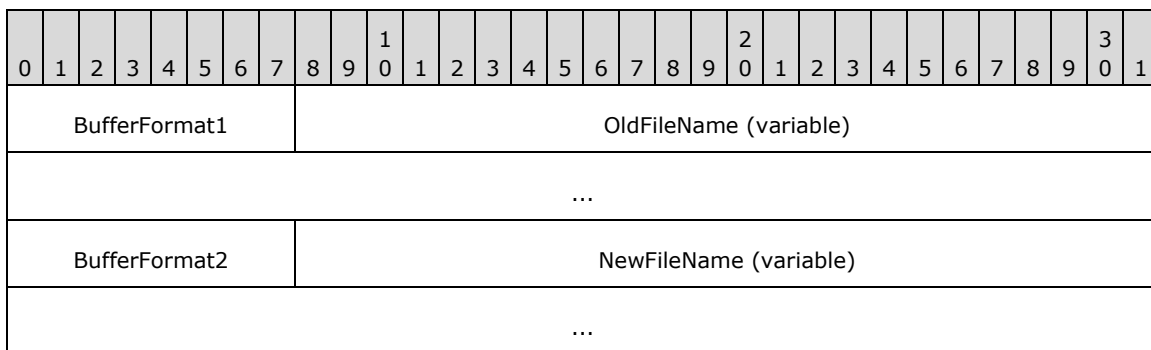 1 2 3
0 1 2 3 4 5 6 7 8 9 0 1 2 3 4 5 6 7 8 9 0 1 2 3 4 5 6 7 8 9 0 1
BufferFormat1 OldFileName (variable)
...
BufferFormat2 NewFileName (variable)
...